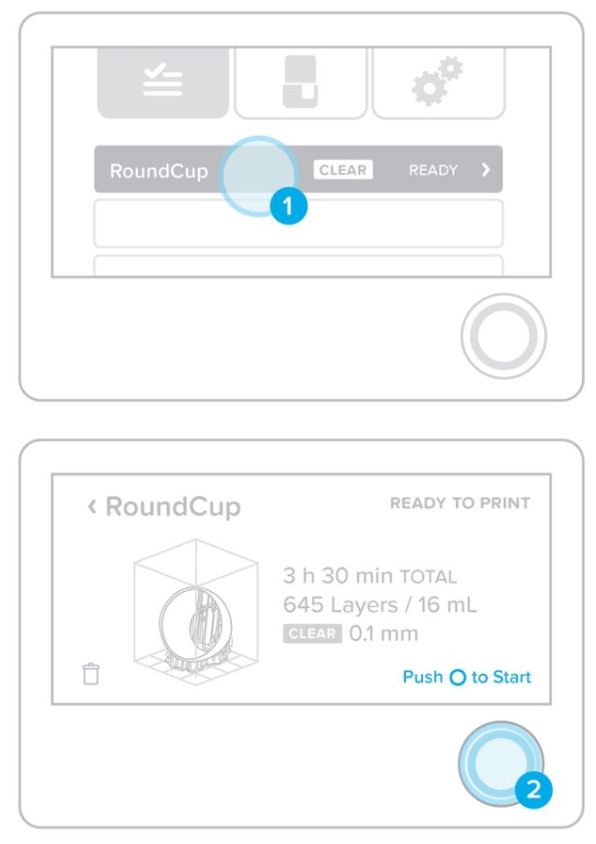 RoundCup CLEAR READY ›
1
‹ RoundCup READY TO PRINT
3 h 30 min TOTAL
645 Layers / 16 mL
CLEAR 0.1 mm
Push O to Start
2